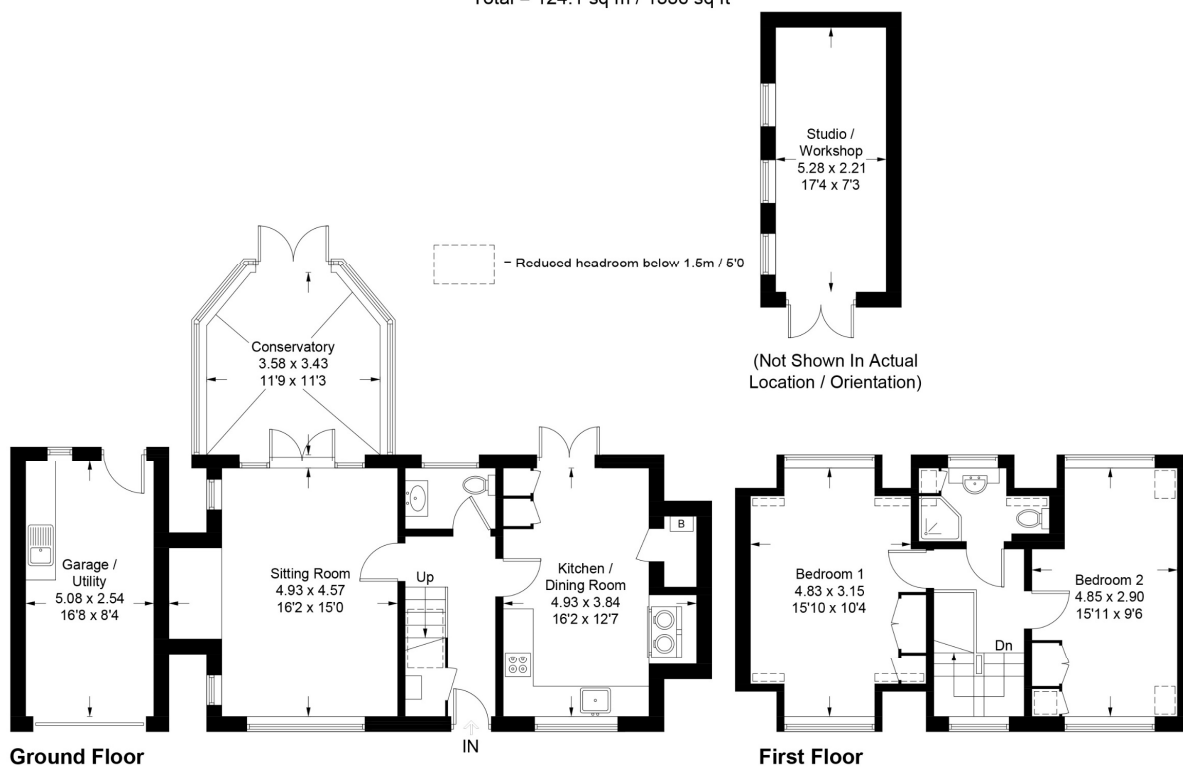 Studio /
Workshop
5.28 x 2.21
17'4 x 7'3
- Reduced headroom below 1.5m / 5'0
(Not Shown In Actual
Location / Orientation)
Conservatory
3.58 x 3.43
11'9 x 11'3
Garage /
Utility
5.08 x 2.54
16'8 x 8'4
Sitting Room
4.93 x 4.57
16'2 x 15'0
Up
Kitchen /
Dining Room
4.93 x 3.84
16'2 x 12'7
B
IN
Ground Floor
Bedroom 1
4.83 x 3.15
15'10 x 10'4
Dn
Bedroom 2
4.85 x 2.90
15'11 x 9'6
First Floor